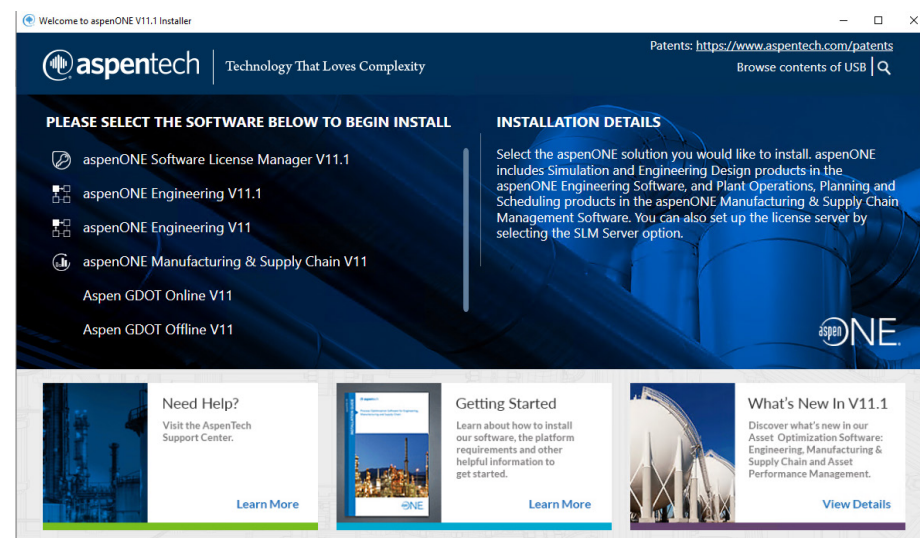 Welcome to aspenONE V11.1 Installer
Patents: https://www.aspentech.com/patents
aspentech
Technology That Loves Complexity
Browse contents of USB
PLEASE SELECT THE SOFTWARE BELOW TO BEGIN INSTALL
aspenONE Software License Manager V11.1
aspenONE Engineering V11.1
aspenONE Engineering V11
aspenONE Manufacturing & Supply Chain V11
Aspen GDOT Online V11
Aspen GDOT Offline V11
INSTALLATION DETAILS
Select the aspenONE solution you would like to install. aspenONE
includes Simulation and Engineering Design products in the
aspenONE Engineering Software, and Plant Operations, Planning and
Scheduling products in the aspenONE Manufacturing & Supply Chain
Management Software. You can also set up the license server by
selecting the SLM Server option.
aspenONE
Need Help?
Visit the AspenTech
Support Center.
Learn More
Getting Started
Learn about how to install
our software, the platform
requirements and other
helpful information to
get started.
Learn More
What's New In V11.1
Discover what's new in our
Asset Optimization Software:
Engineering, Manufacturing &
Supply Chain and Asset
Performance Management.
View Details